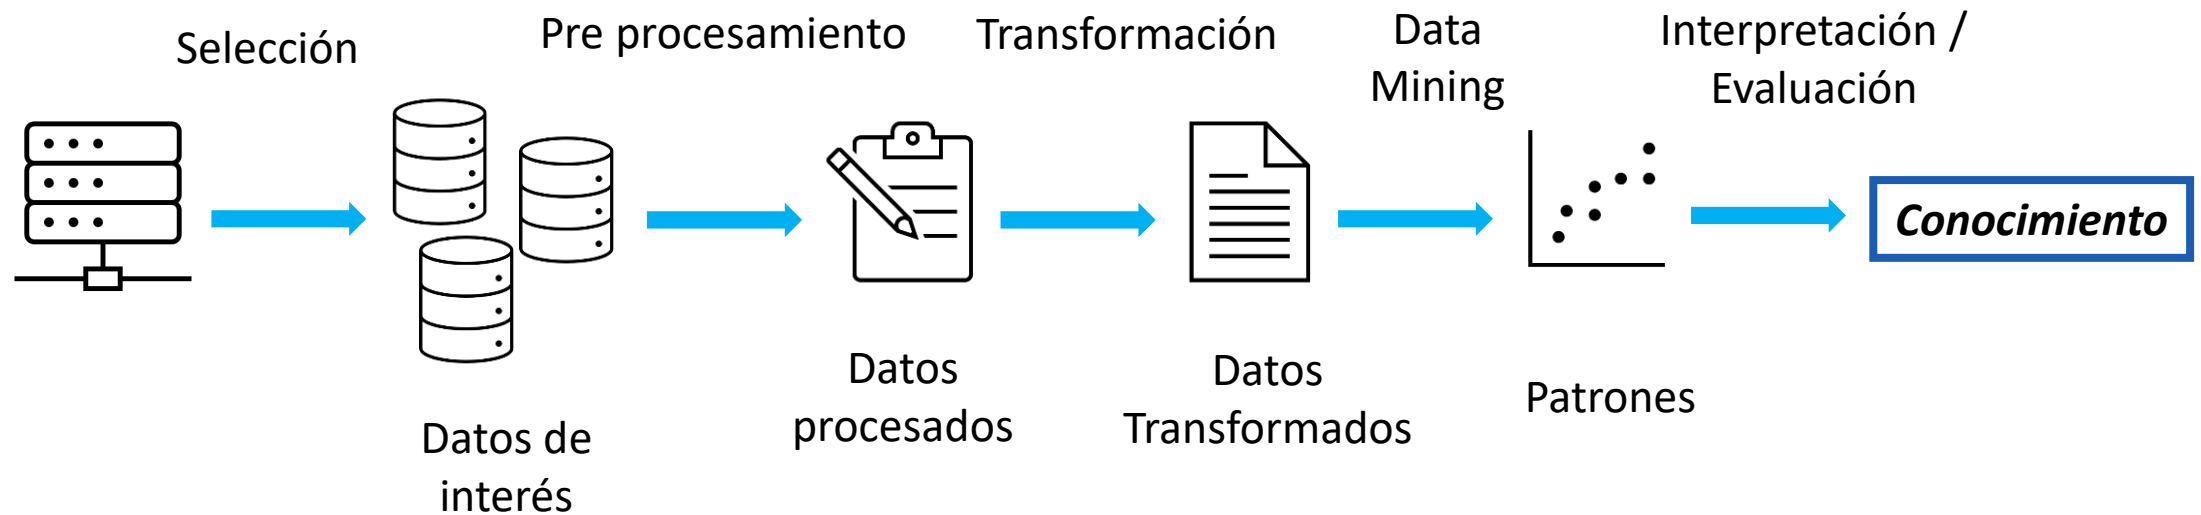 Selección
Pre procesamiento
Transformación
Data
Mining
Interpretación /
Evaluación
Conocimiento
Datos de
interés
Datos
procesados
Datos
Transformados
Patrones